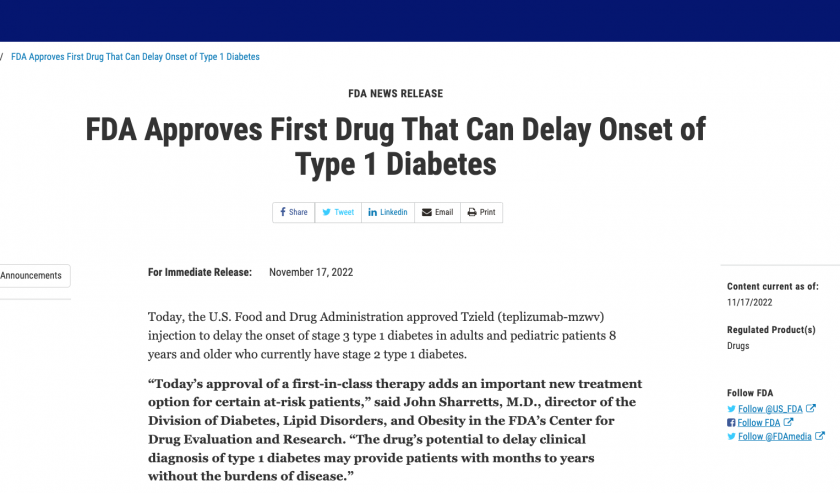 / FDA Approves First Drug That Can Delay Onset of Type 1 Diabetes
FDA NEWS RELEASE
FDA Approves First Drug That Can Delay Onset of
Type 1 Diabetes
Share Tweet Linkedin Email Print
Announcements
For Immediate Release: November 17, 2022
Today, the U.S. Food and Drug Administration approved Tzield (teplizumab-mzwv)
injection to delay the onset of stage 3 type 1 diabetes in adults and pediatric patients 8
years and older who currently have stage 2 type 1 diabetes.
“Today’s approval of a first-in-class therapy adds an important new treatment
option for certain at-risk patients,” said John Sharretts, M.D., director of the
Division of Diabetes, Lipid Disorders, and Obesity in the FDA’s Center for
Drug Evaluation and Research. “The drug’s potential to delay clinical
diagnosis of type 1 diabetes may provide patients with months to years
without the burdens of disease.”
Content current as of:
11/17/2022
Regulated Product(s)
Drugs
Follow FDA
Follow @US_FDA
Follow FDA
Follow @FDAmedia